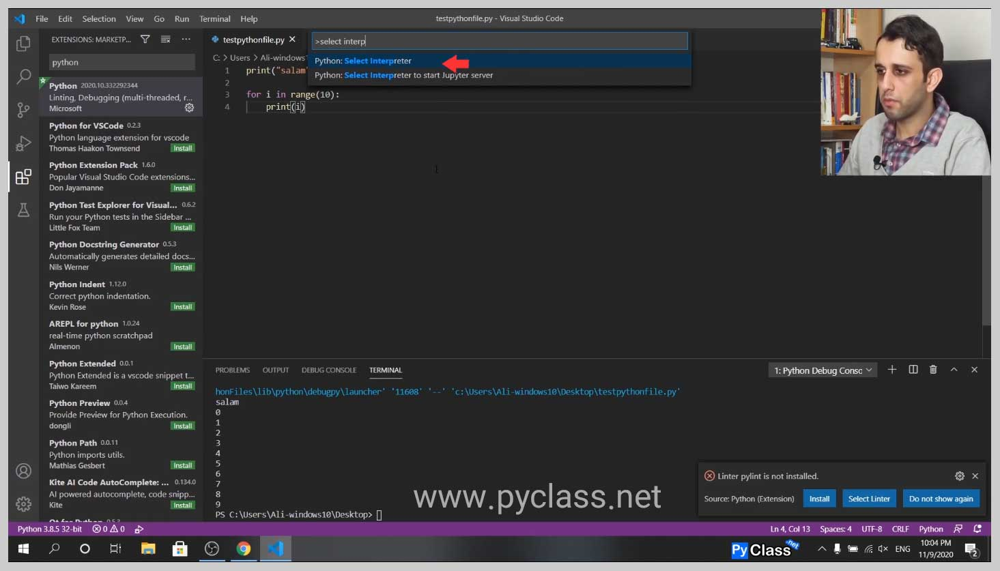 File Edit Selection View Go Run Terminal Help
testpythonfile.py - Visual Studio Code
EXTENSIONS: MARKETP...
python
Python 2020.10.332292344
Linting, Debugging (multi-threaded, r...
Microsoft
Python for VSCode 0.2.3
Python language extension for vscode
Thomas Haakon Townsend Install
Python Extension Pack 1.6.0
Popular Visual Studio Code extensions...
Don Jayamanne Install
Python Test Explorer for Visual... 0.6.2
Run your Python tests in the Sidebar ...
Little Fox Team Install
Python Docstring Generator 0.5.3
Automatically generates detailed docs...
Nils Werner Install
Python Indent 1.12.0
Correct python indentation.
Kevin Rose Install
AREPL for python 1.0.24
real-time python scratchpad
Almenon Install
Python Extended 0.0.1
Python Extended is a vscode snippet t...
Taiwo Kareem Install
Python Preview 0.0.4
Provide Preview for Python Execution.
dongli Install
Python Path 0.0.11
Python imports utils.
Mathias Gesbert Install
Kite AI Code AutoComplete: ... 0.134.0
AI powered autocomplete, code snipp...
Kite Install
testpythonfile.py
>select interp
Python: Select Interpreter
Python: Select Interpreter to start Jupyter server
C: > Users > Ali-windows
1 print("salam"
2
3 for i in range(10):
4 print(i)
PROBLEMS OUTPUT DEBUG CONSOLE TERMINAL
1: Python Debug Consc
honFiles\lib\python\debugpy\launcher' '11608' '--' 'c:\Users\Ali-windows10\Desktop\testpythonfile.py'
salam
0
1
2
3
4
5
6
7
8
9
PS C:\Users\Ali-windows10\Desktop>
www.pyclass.net
Linter pylint is not installed.
Source: Python (Extension) Install Select Linter Do not show again
Python 3.8.5 32-bit 0 0
Ln 4, Col 13 Spaces: 4 UTF-8 CRLF Python
PyClass.net
ENG
10:04 PM
11/9/2020
2